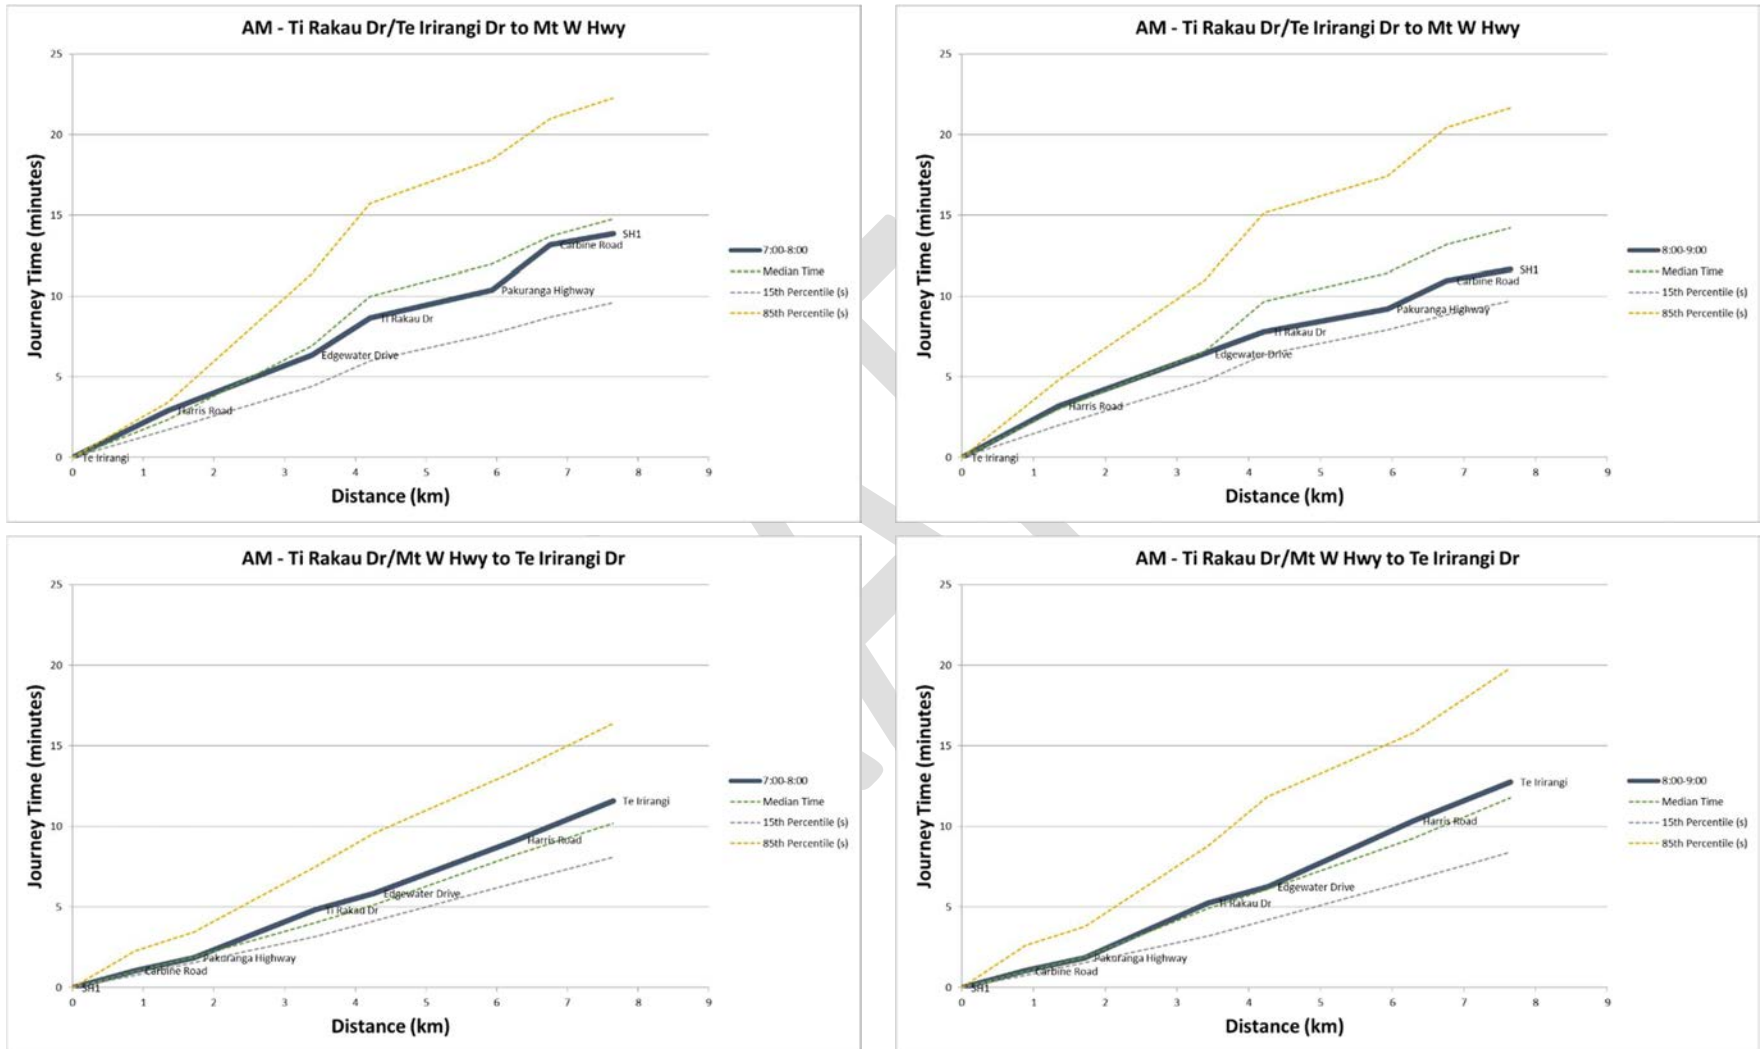 AM - Ti Rakau Dr/Te Irirangi Dr to Mt W Hwy
25
20
15
10
5
0
Journey Time (minutes)
SH1
Carbine Road
Pakuranga Highway
Ti Rakau Dr
Edgewater Drive
Harris Road
Te Irirangi
7:00-8:00
Median Time
15th Percentile (s)
85th Percentile (s)
0 1 2 3 4 5 6 7 8 9
Distance (km)
AM - Ti Rakau Dr/Te Irirangi Dr to Mt W Hwy
25
20
15
10
5
0
Journey Time (minutes)
SH1
Carbine Road
Pakuranga Highway
Ti Rakau Dr
Edgewater Drive
Harris Road
Te Irirangi
8:00-9:00
Median Time
15th Percentile (s)
85th Percentile (s)
0 1 2 3 4 5 6 7 8 9
Distance (km)
AM - Ti Rakau Dr/Mt W Hwy to Te Irirangi Dr
25
20
15
10
5
0
Journey Time (minutes)
Te Irirangi
Harris Road
Edgewater Drive
Ti Rakau Dr
Pakuranga Highway
Carbine Road
SH1
7:00-8:00
Median Time
15th Percentile (s)
85th Percentile (s)
0 1 2 3 4 5 6 7 8 9
Distance (km)
AM - Ti Rakau Dr/Mt W Hwy to Te Irirangi Dr
25
20
15
10
5
0
Journey Time (minutes)
Te Irirangi
Harris Road
Edgewater Drive
Ti Rakau Dr
Pakuranga Highway
Carbine Road
SH1
8:00-9:00
Median Time
15th Percentile (s)
85th Percentile (s)
0 1 2 3 4 5 6 7 8 9
Distance (km)